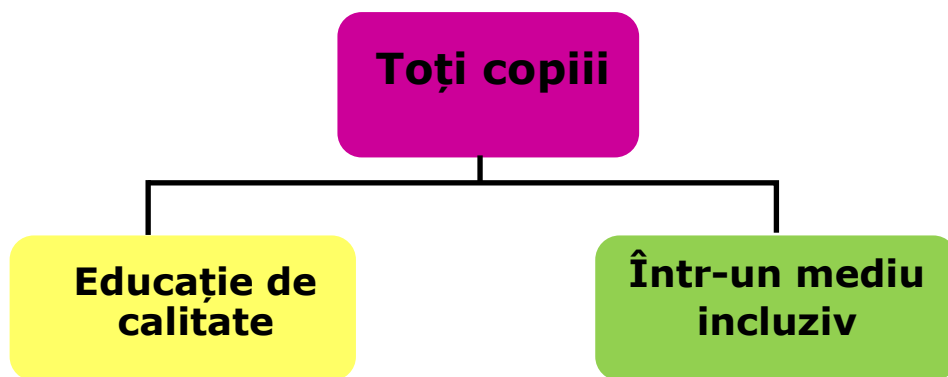 Toți copiii
Educație de
calitate
Într-un mediu
incluziv